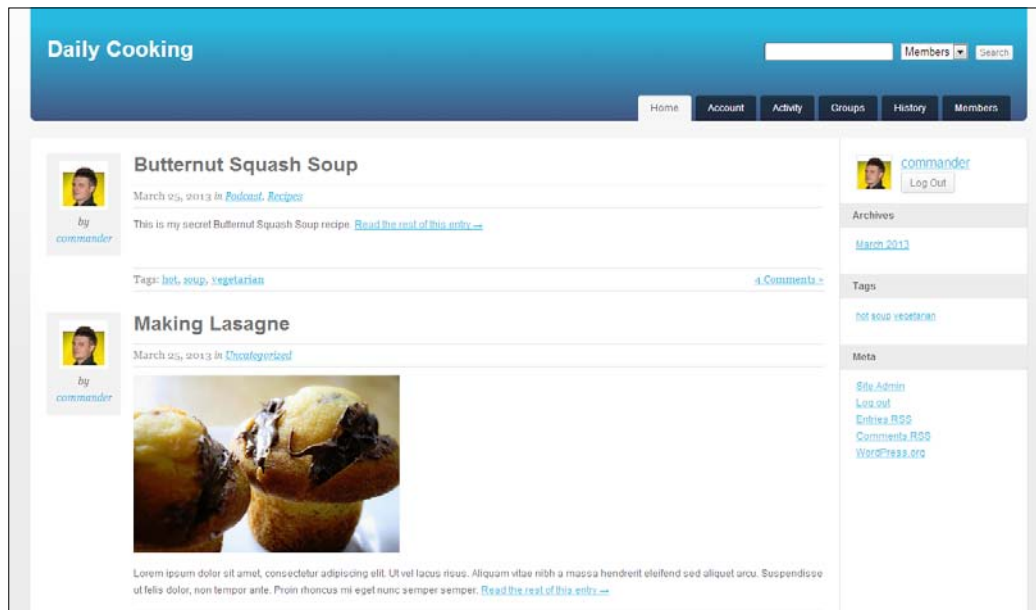 Daily Cooking
Members
Search
Home Account Activity Groups History Members
by
commander
Butternut Squash Soup
March 25, 2013 in Podcast, Recipes
This is my secret Butternut Squash Soup recipe. Read the rest of this entry →
Tags: hot, soup, vegetarian
4 Comments »
by
commander
Making Lasagne
March 25, 2013 in Uncategorized
Lorem ipsum dolor sit amet, consectetur adipiscing elit. Ut vel lacus risus. Aliquam vitae nibh a massa hendrerit eleifend sed aliquet arcu. Suspendisse
ut felis dolor, non tempor ante. Proin rhoncus mi eget nunc semper semper. Read the rest of this entry →
commander
Log Out
Archives
March 2013
Tags
hot soup vegetarian
Meta
Site Admin
Log out
Entries RSS
Comments RSS
WordPress.org